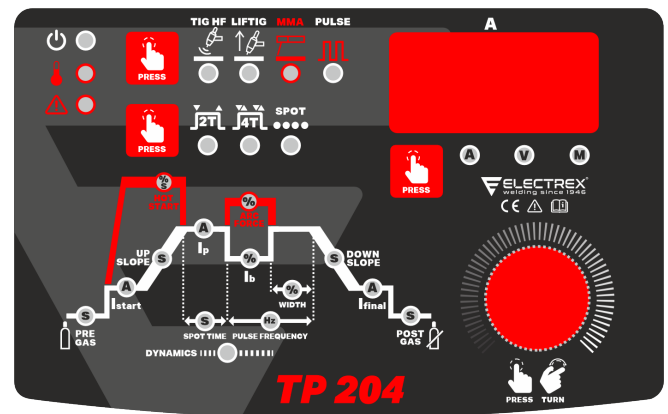 TIG HF LIFTIG MMA PULSE
A
PRESS
2T 4T SPOT
PRESS
PRESS
A V M
ELECTREX
welding since 1946
CE
% S
HOT
START
%
ARC
FORCE
UP
SLOPE
S
A
Ip
%
Ib
S
DOWN
SLOPE
A
Istart
%
WIDTH
A
Ifinal
S
PRE
GAS
S
SPOT TIME
Hz
PULSE FREQUENCY
S
POST
GAS
DYNAMICS
TP 204
PRESS TURN